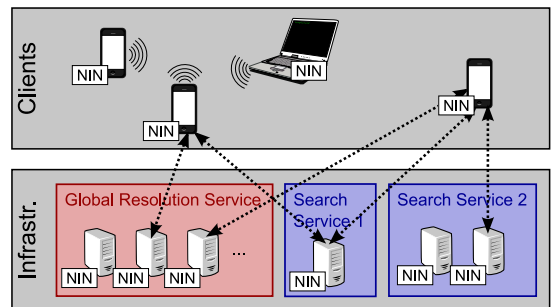 Clients
NIN
NIN
NIN
NIN
Infrastr.
Global Resolution Service
NIN
NIN
NIN
...
Search
Service 1
NIN
Search Service 2
NIN
NIN